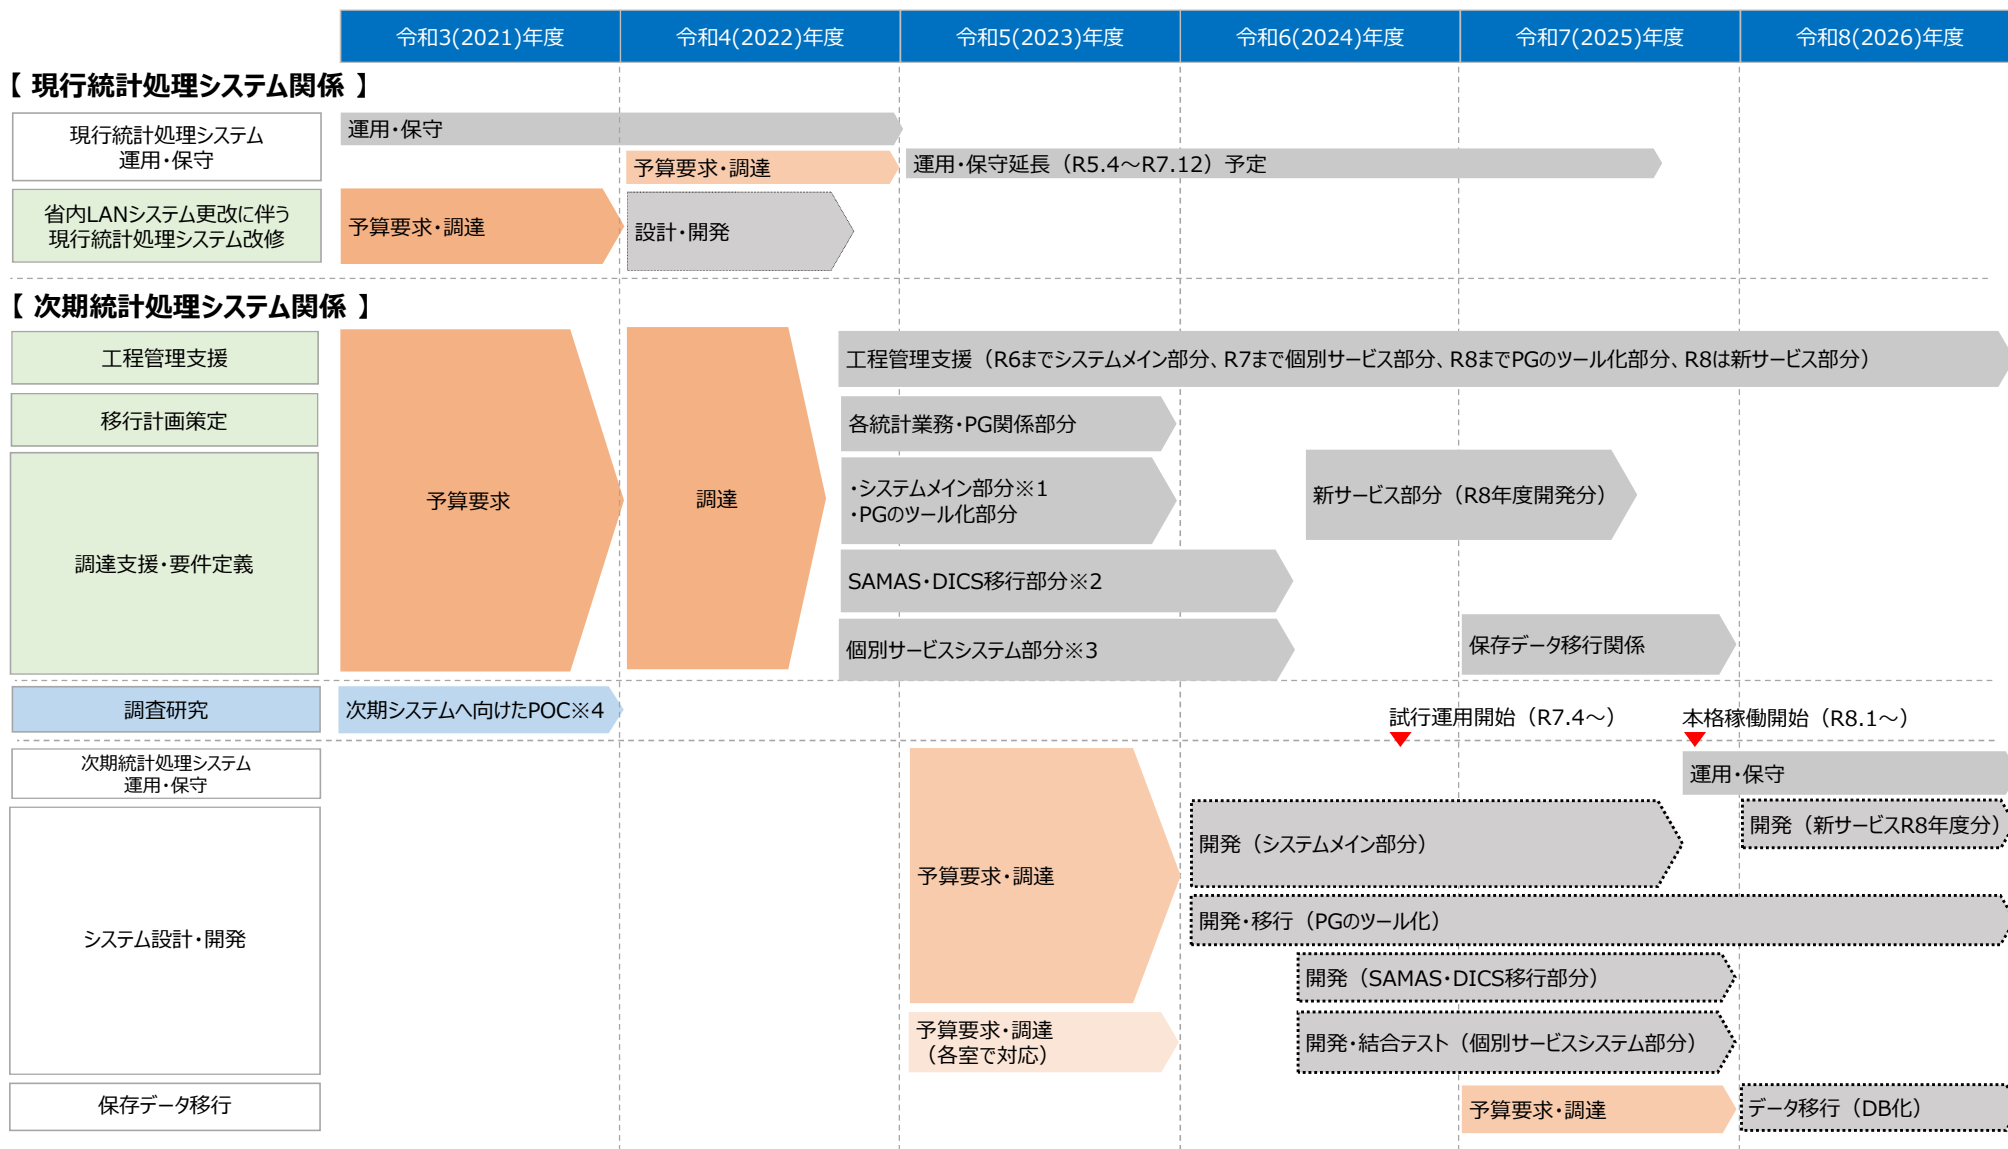 令和3(2021)年度
令和4(2022)年度
令和5(2023)年度
令和6(2024)年度
令和7(2025)年度
令和8(2026)年度
【 現行統計処理システム関係 】
現行統計処理システム
運用・保守
運用・保守
予算要求・調達
運用・保守延長（R5.4～R7.12）予定
省内LANシステム更改に伴う
現行統計処理システム改修
予算要求・調達
設計・開発
【 次期統計処理システム関係 】
工程管理支援
移行計画策定
調達支援・要件定義
予算要求
調達
工程管理支援（R6までシステムメイン部分、R7まで個別サービス部分、R8までPGのツール化部分、R8は新サービス部分）
各統計業務・PG関係部分
・システムメイン部分※1
・PGのツール化部分
新サービス部分（R8年度開発分）
SAMAS・DICS移行部分※2
個別サービスシステム部分※3
保存データ移行関係
調査研究
次期システムへ向けたPOC※4
試行運用開始（R7.4～）
本格稼働開始（R8.1～）
次期統計処理システム
運用・保守
運用・保守
システム設計・開発
予算要求・調達
開発（システムメイン部分）
開発（新サービスR8年度分）
開発・移行（PGのツール化）
開発（SAMAS・DICS移行部分）
予算要求・調達
（各室で対応）
開発・結合テスト（個別サービスシステム部分）
保存データ移行
予算要求・調達
データ移行（DB化）